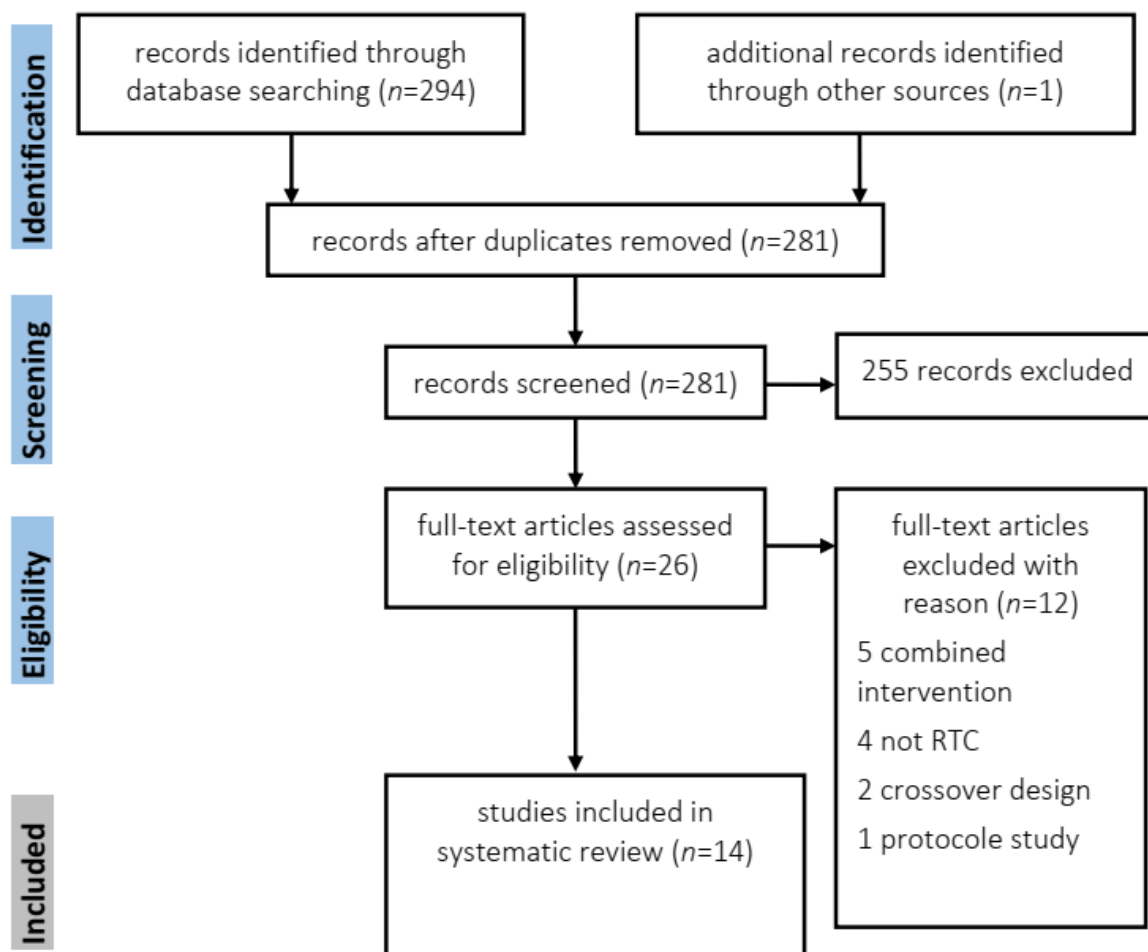 Identification
records identified through
database searching (n=294)
additional records identified
through other sources (n=1)
records after duplicates removed (n=281)
Screening
records screened (n=281)
255 records excluded
Eligibility
full-text articles assessed
for eligibility (n=26)
full-text articles
excluded with
reason (n=12)
5 combined
intervention
4 not RTC
2 crossover design
1 protocole study
Included
studies included in
systematic review (n=14)